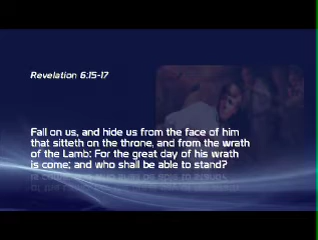 Revelation 6:15-17
Fall on us, and hide us from the face of him
that sitteth on the throne, and from the wrath
of the Lamb: For the great day of his wrath
is come; and who shall be able to stand?